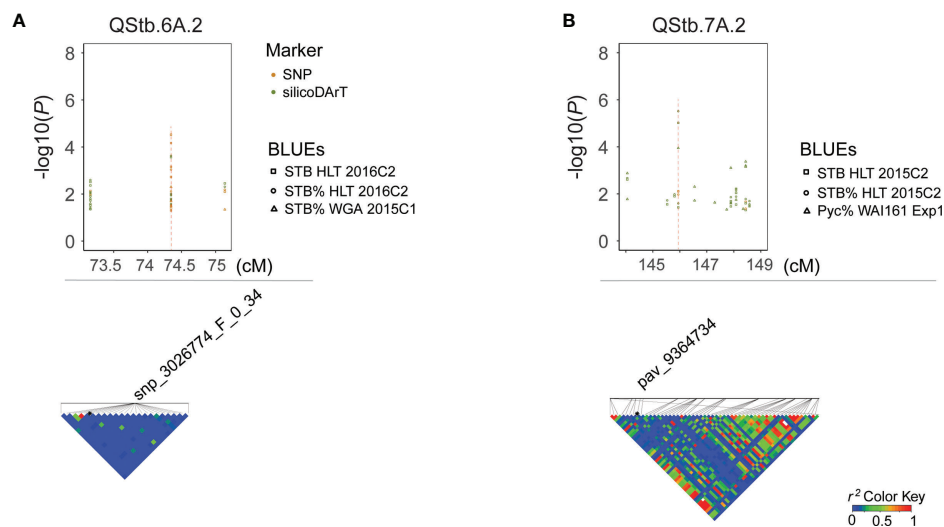 A
QStb.6A.2
8
6
4
2
0
-log10(P)
73.5 74 74.5 75 (cM)
Marker
SNP
silicoDArT
BLUEs
STB HLT 2016C2
STB% HLT 2016C2
STB% WGA 2015C1
snp_3026774_F_0_34
B
QStb.7A.2
8
6
4
2
0
-log10(P)
145 147 149 (cM)
BLUEs
STB HLT 2015C2
STB% HLT 2015C2
Pyc% WAI161 Exp1
pav_9364734
r² Color Key
0 0.5 1